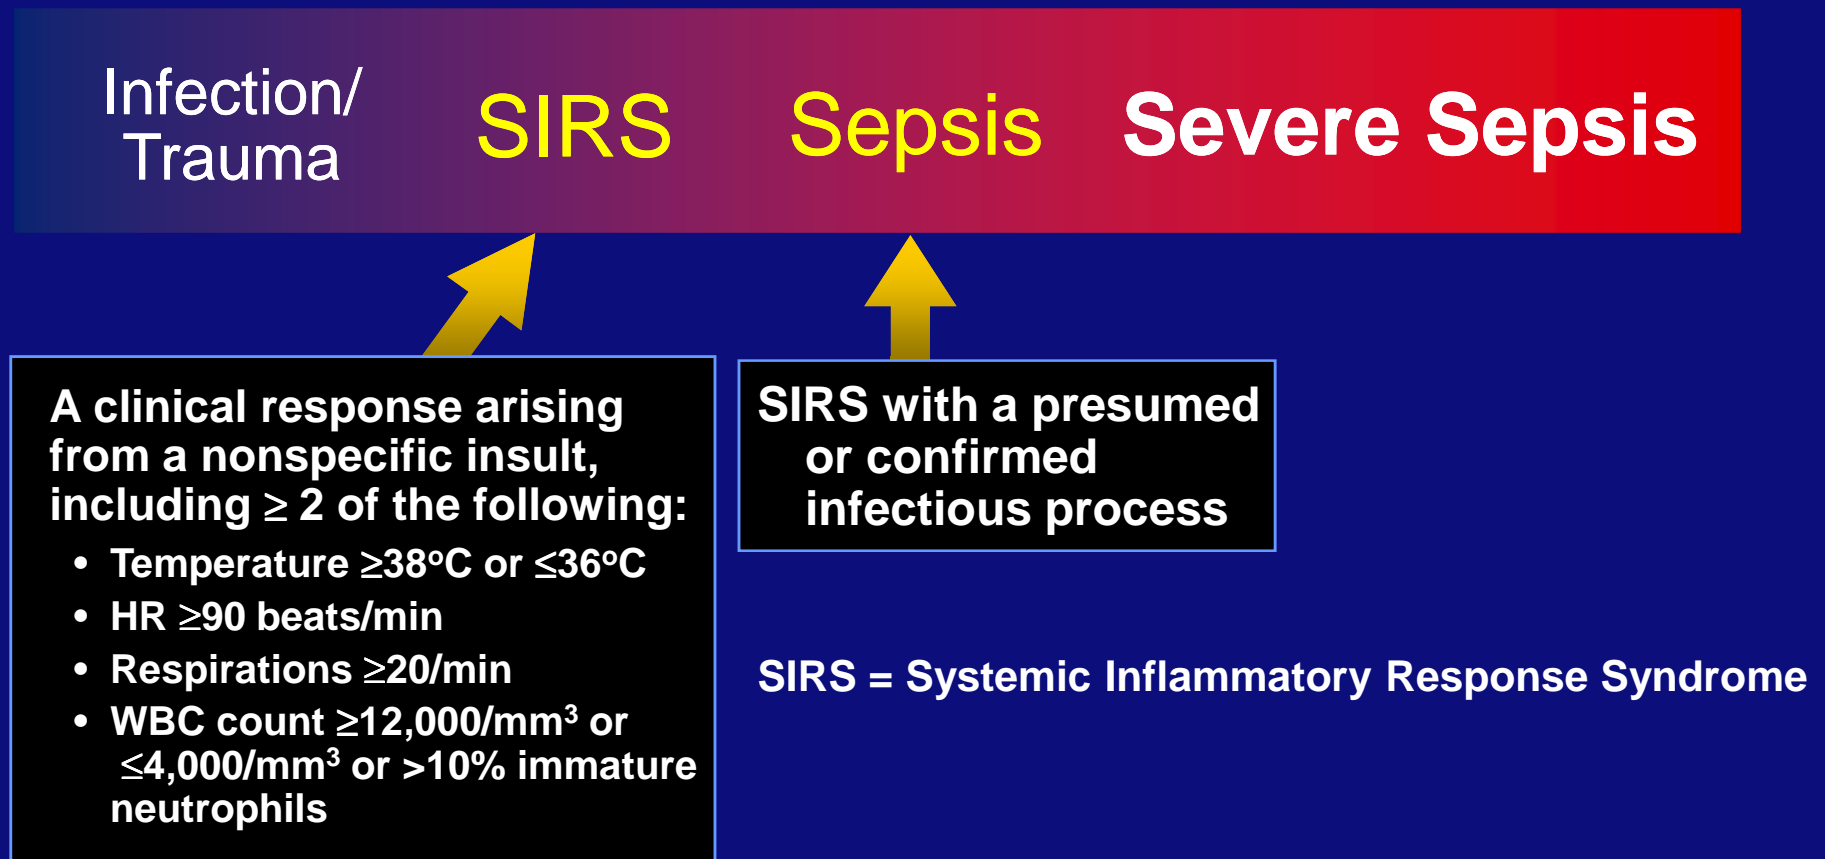 Infection/
Trauma
SIRS
Sepsis
Severe Sepsis
A clinical response arising
from a nonspecific insult,
including ≥ 2 of the following:
• Temperature ≥38ºC or ≤36ºC
• HR ≥90 beats/min
• Respirations ≥20/min
• WBC count ≥12,000/mm³ or
≤4,000/mm³ or >10% immature
neutrophils
SIRS with a presumed
or confirmed
infectious process
SIRS = Systemic Inflammatory Response Syndrome